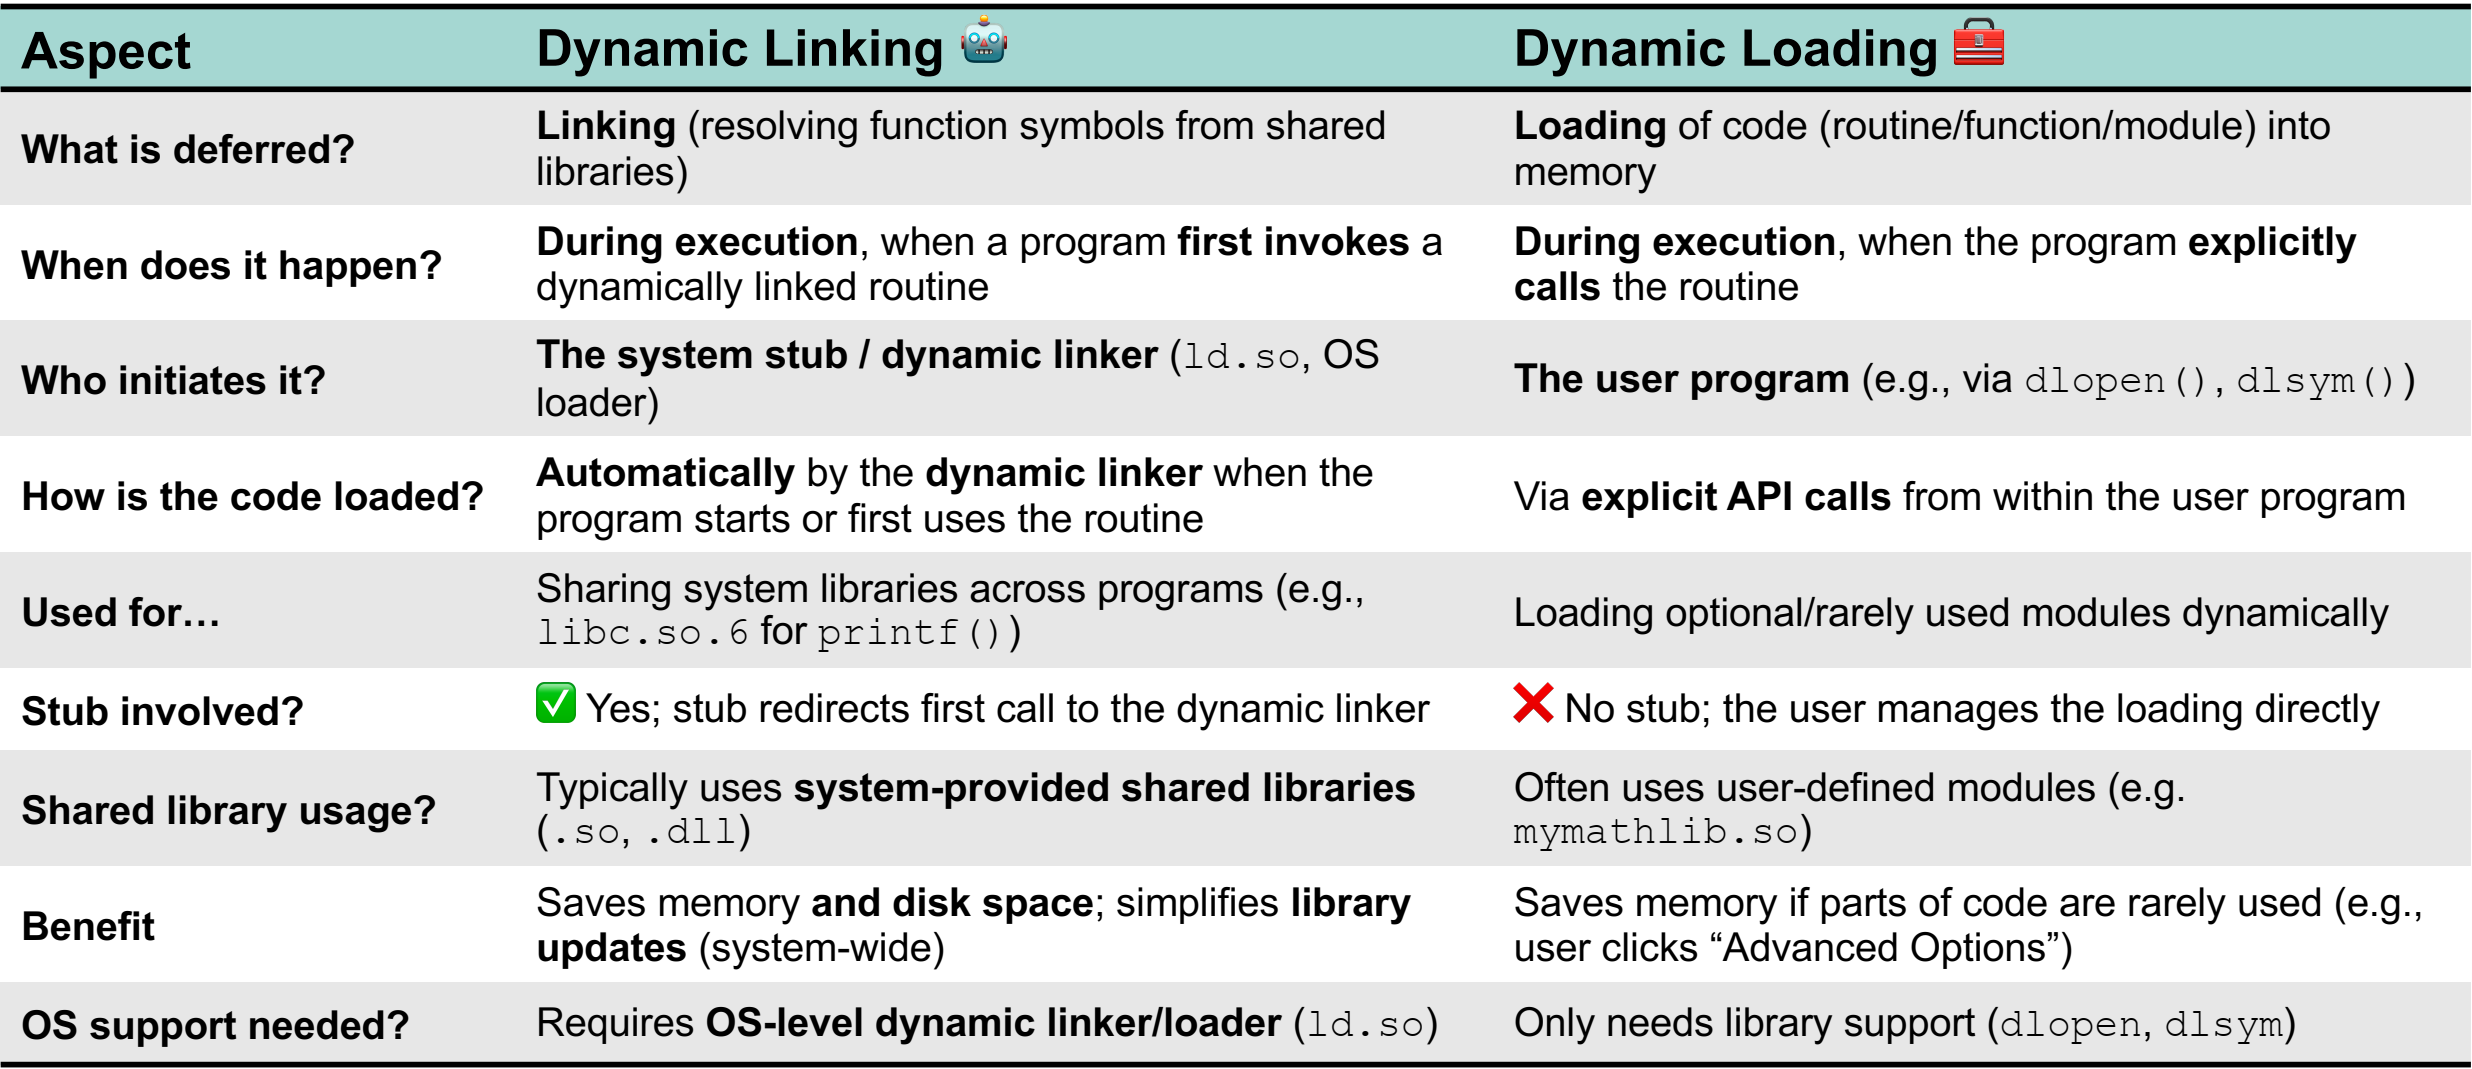 Aspect
Dynamic Linking 🤖
Dynamic Loading 🧰
What is deferred?
Linking (resolving function symbols from shared
libraries)
Loading of code (routine/function/module) into
memory
When does it happen?
During execution, when a program first invokes a
dynamically linked routine
During execution, when the program explicitly
calls the routine
Who initiates it?
The system stub / dynamic linker (ld.so, OS
loader)
The user program (e.g., via dlopen(), dlsym())
How is the code loaded?
Automatically by the dynamic linker when the
program starts or first uses the routine
Via explicit API calls from within the user program
Used for…
Sharing system libraries across programs (e.g.,
libc.so.6 for printf())
Loading optional/rarely used modules dynamically
Stub involved?
✅ Yes; stub redirects first call to the dynamic linker
❌ No stub; the user manages the loading directly
Shared library usage?
Typically uses system-provided shared libraries
(.so, .dll)
Often uses user-defined modules (e.g.
mymathlib.so)
Benefit
Saves memory and disk space; simplifies library
updates (system-wide)
Saves memory if parts of code are rarely used (e.g.,
user clicks “Advanced Options”)
OS support needed?
Requires OS-level dynamic linker/loader (ld.so)
Only needs library support (dlopen, dlsym)